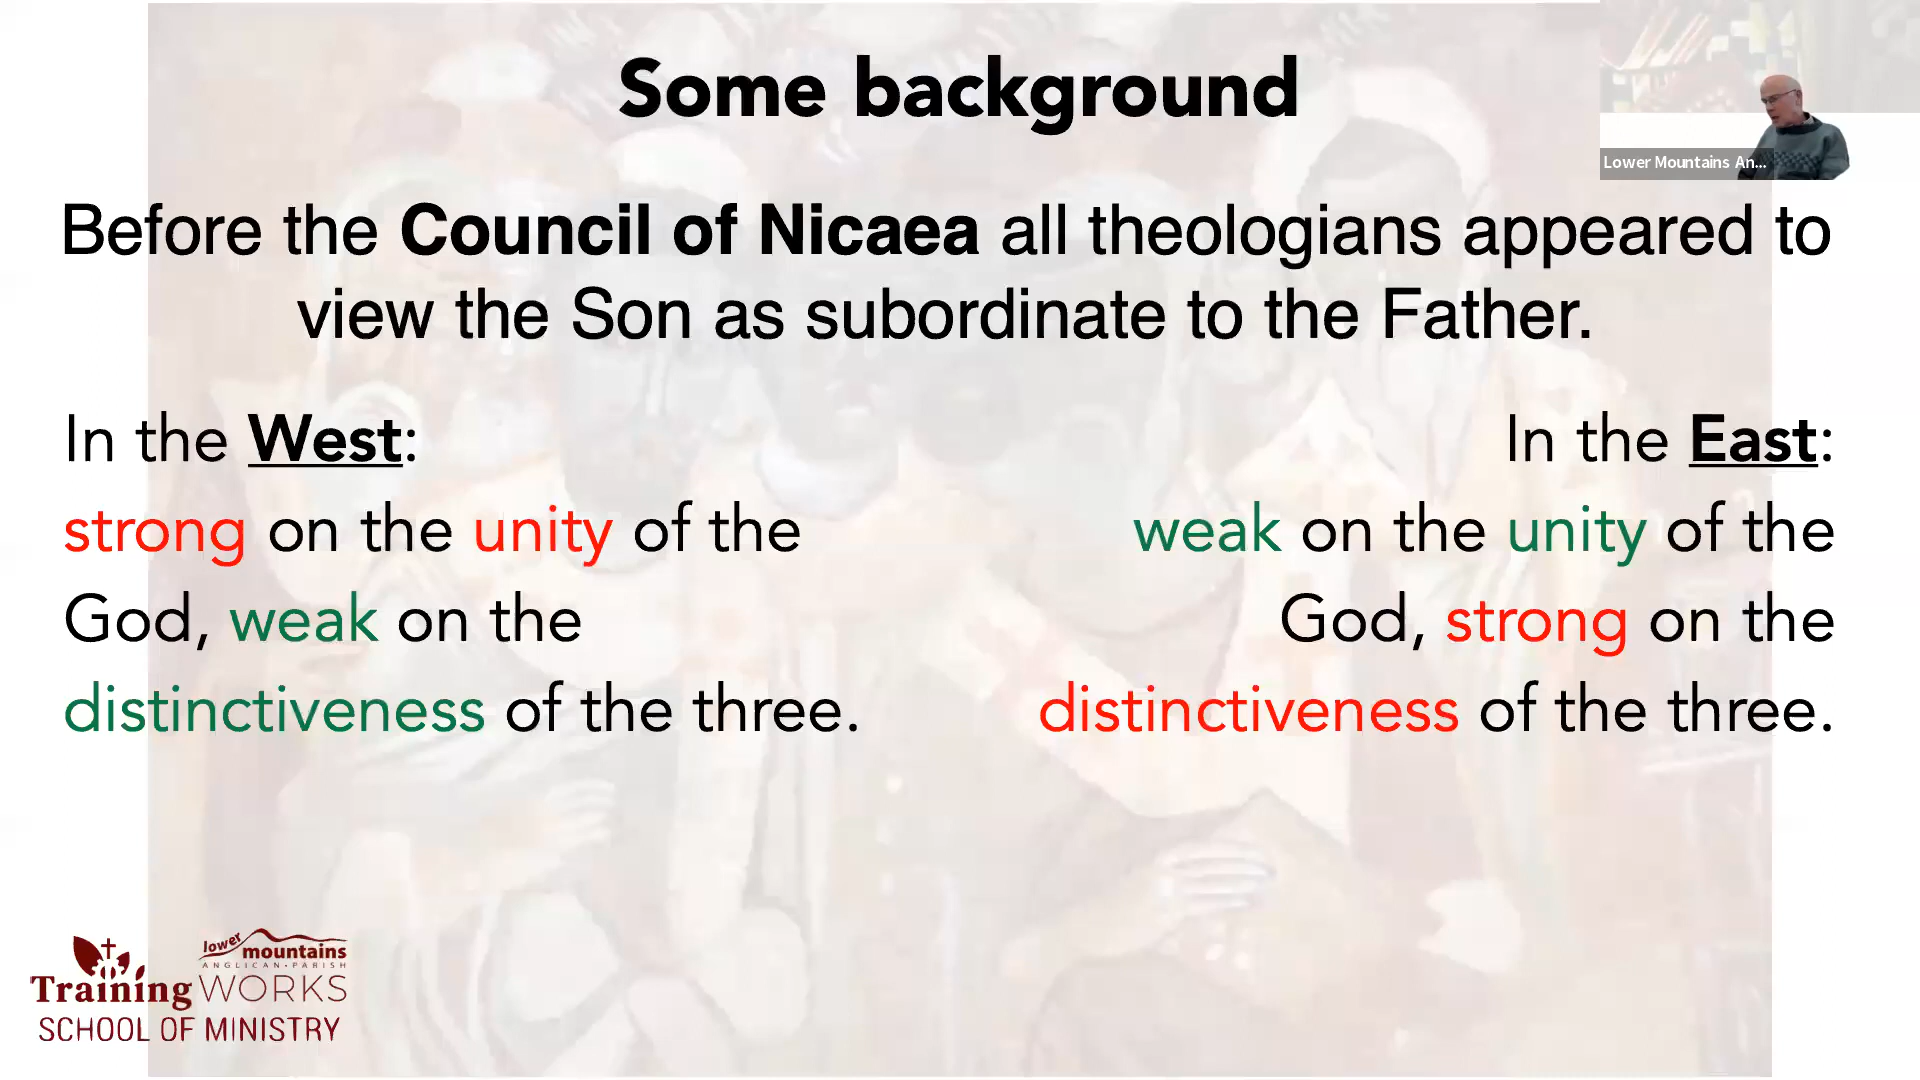 Some background
Lower Mountains An...
Before the Council of Nicaea all theologians appeared to
view the Son as subordinate to the Father.
In the West:
strong on the unity of the
God, weak on the
distinctiveness of the three.
In the East:
weak on the unity of the
God, strong on the
distinctiveness of the three.
lower mountains
ANGLICAN•PARISH
Training WORKS
SCHOOL OF MINISTRY